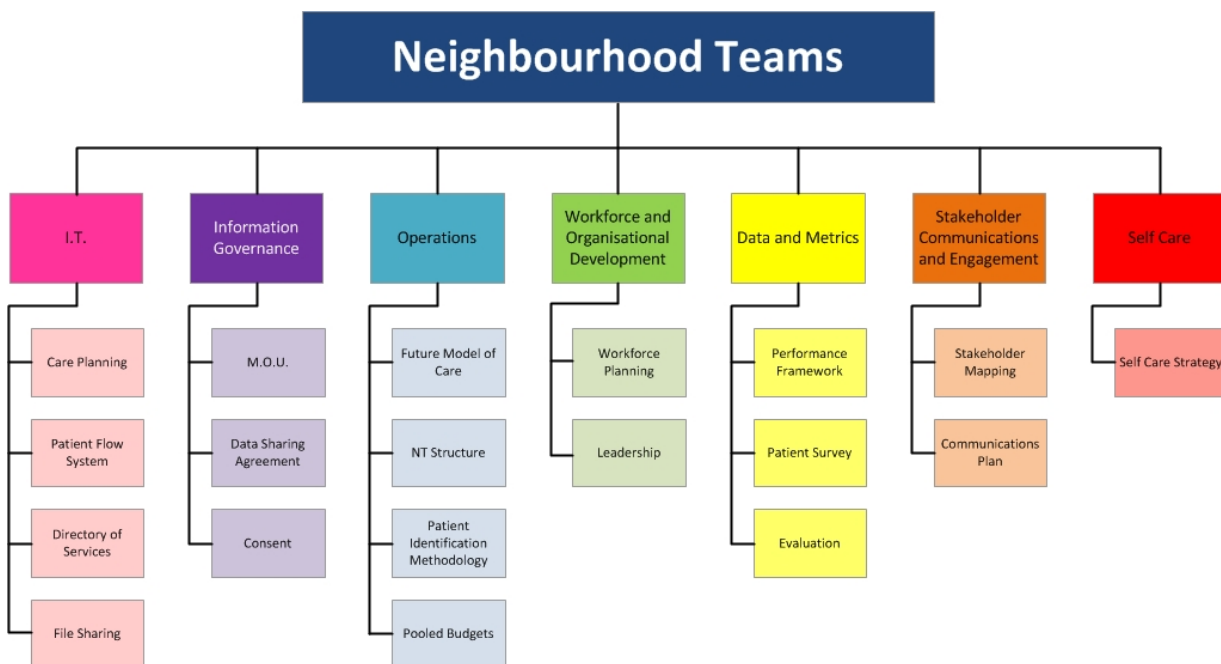 Neighbourhood Teams
I.T.
Information
Governance
Operations
Workforce and
Organisational
Development
Data and Metrics
Stakeholder
Communications
and Engagement
Self Care
Care Planning
Patient Flow
System
Directory of
Services
File Sharing
M.O.U.
Data Sharing
Agreement
Consent
Future Model of
Care
NT Structure
Patient
Identification
Methodology
Pooled Budgets
Workforce
Planning
Leadership
Performance
Framework
Patient Survey
Evaluation
Stakeholder
Mapping
Communications
Plan
Self Care Strategy